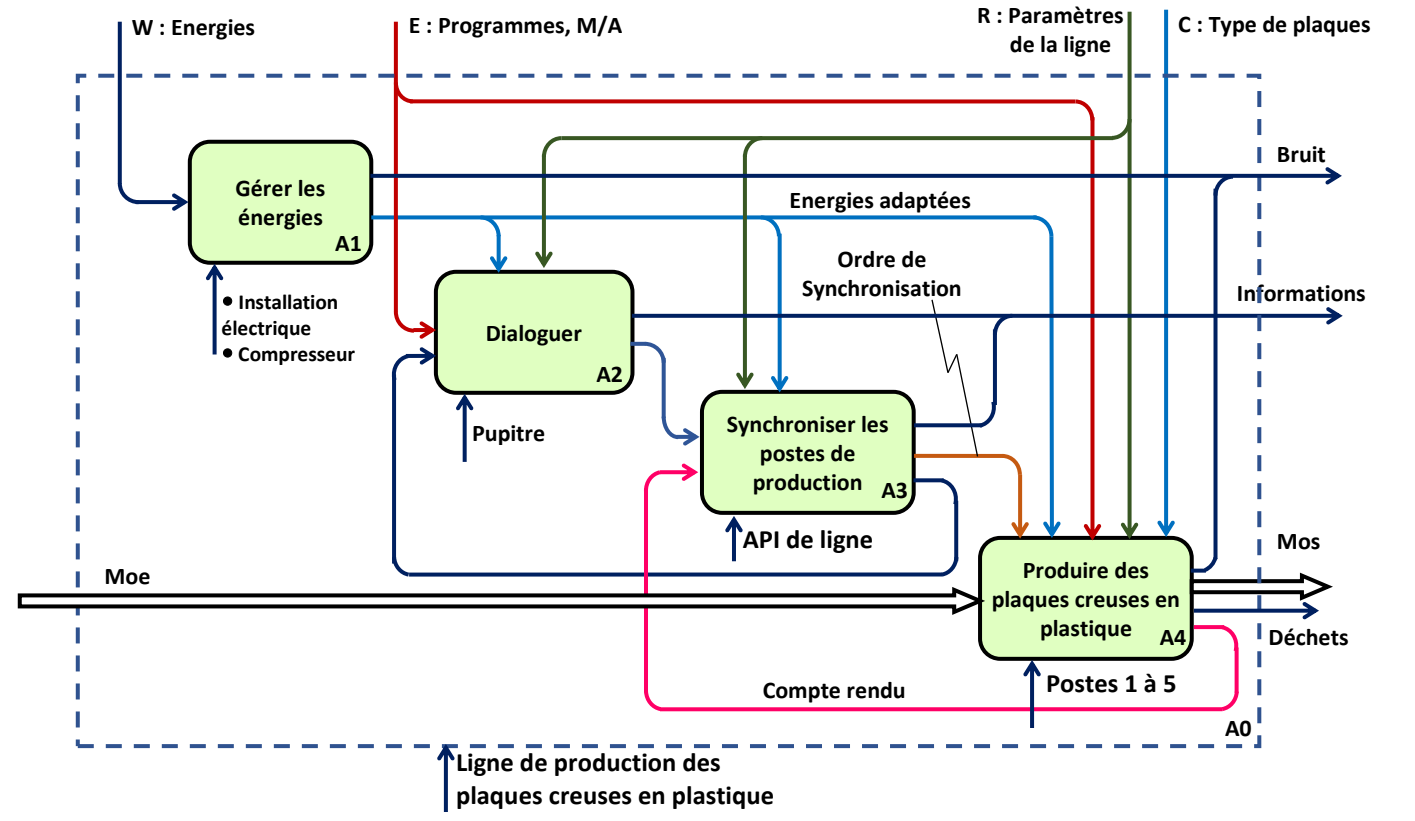 W : Energies
E : Programmes, M/A
R : Paramètres
de la ligne
C : Type de plaques
Bruit
Gérer les
énergies
A1
Energies adaptées
Ordre de
Synchronisation
Informations
• Installation
électrique
• Compresseur
Dialoguer
A2
Pupitre
Synchroniser les
postes de
production
A3
API de ligne
Mos
Moe
Produire des
plaques creuses en
plastique
A4
Déchets
Postes 1 à 5
Compte rendu
A0
Ligne de production des
plaques creuses en plastique